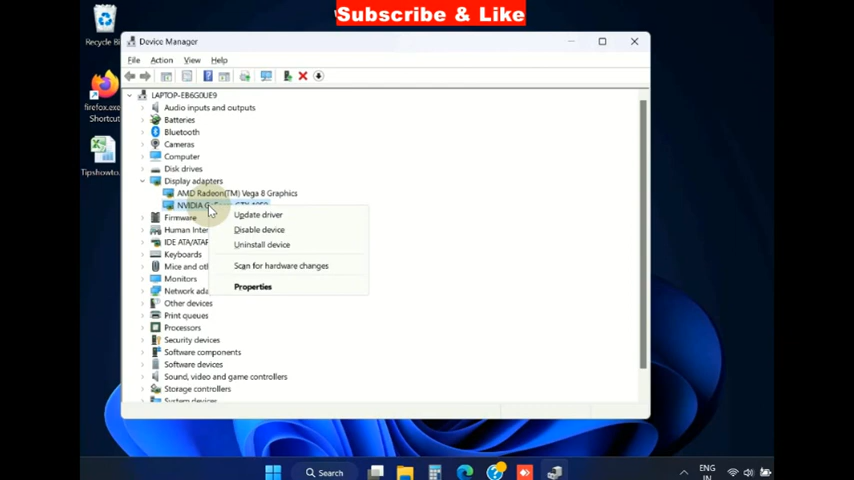 Subscribe & Like
Recycle Bi
firefox.exe
Shortcut
Tipshowto...
Device Manager
File Action View Help
LAPTOP-EB6G0UE9
Audio inputs and outputs
Batteries
Bluetooth
Cameras
Computer
Disk drives
Display adapters
AMD Radeon(TM) Vega 8 Graphics
NVIDIA GeForce GTX 1050
Firmware
Human Inter
IDE ATA/ATAP
Keyboards
Mice and oth
Monitors
Network ada
Other devices
Print queues
Processors
Security devices
Software components
Software devices
Sound, video and game controllers
Storage controllers
System devices
Update driver
Disable device
Uninstall device
Scan for hardware changes
Properties
Search
ENG
IN